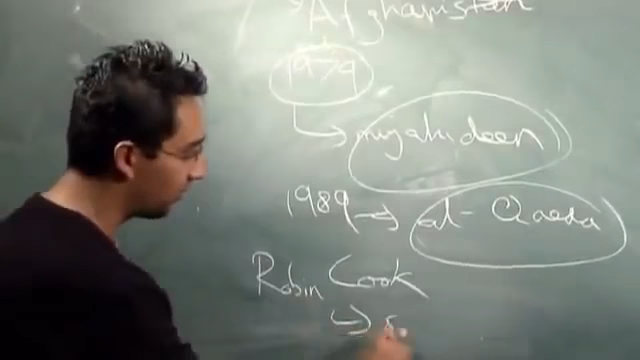 Afghanistan
1979
→ mujahideen
1989 → al-Qaeda
Robin Cook
→